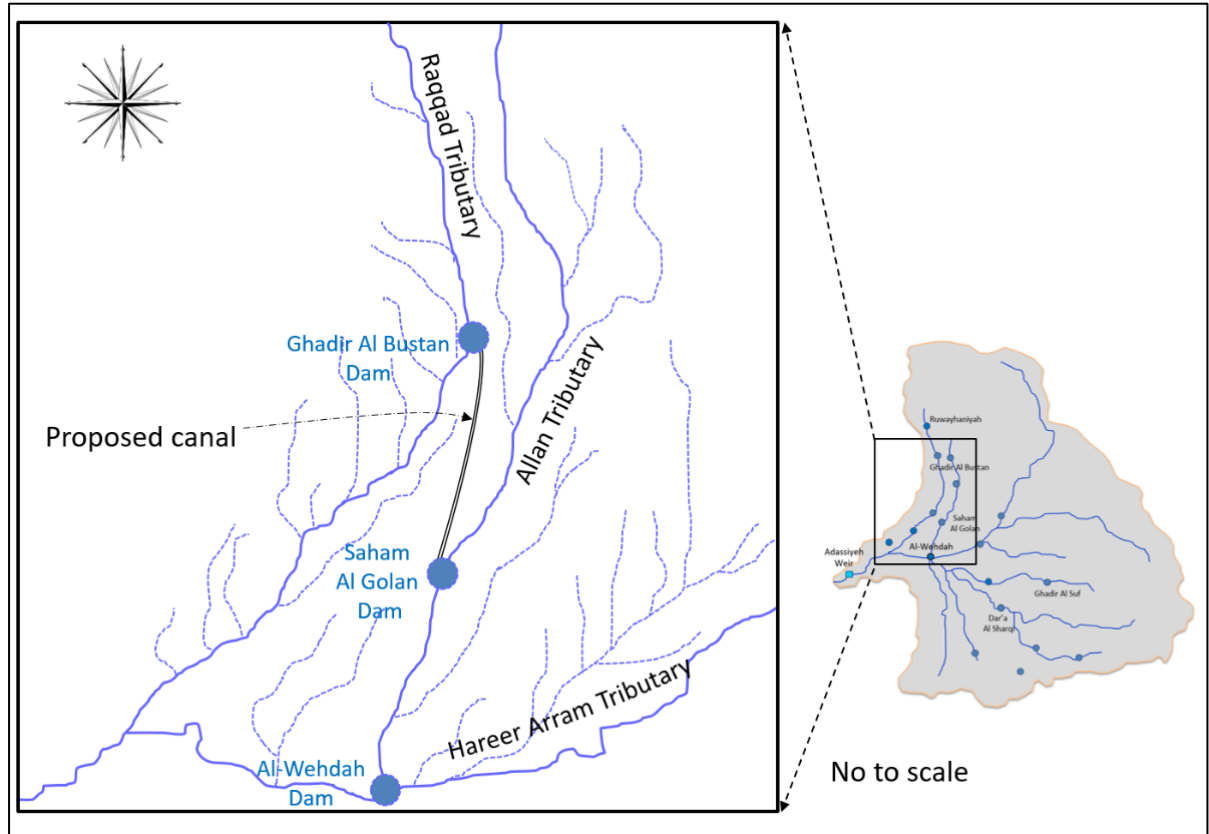 Raqqad Tributary
Ghadir Al Bustan
Dam
Allan Tributary
Proposed canal
Saham
Al Golan
Dam
Hareer Arram Tributary
Al-Wehdah
Dam
Ruwayhaniyah
Ghadir Al Bustan
Saham
Al Golan
Al-Wehdah
Adassiyeh
Weir
Ghadir Al Suf
Dar'a
Al Sharqi
No to scale